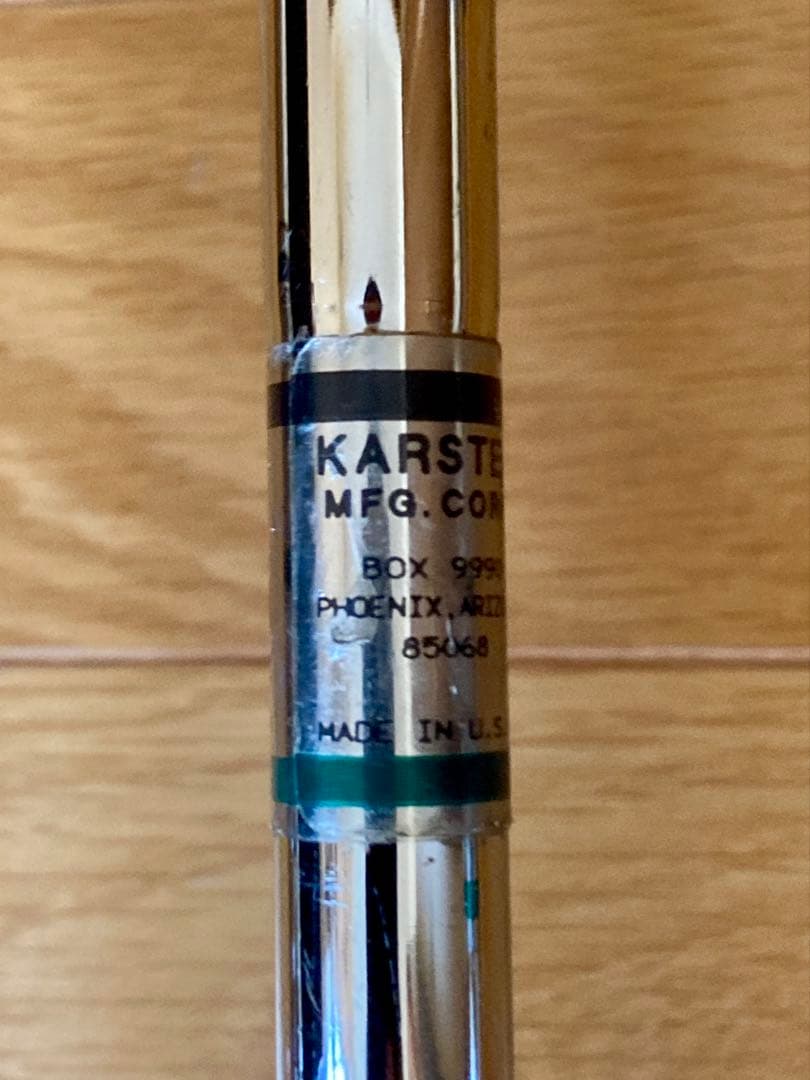 KARSTE
MFG. CO
BOX 999
PHOENIX, ARIZ
85068
MADE IN U.S.